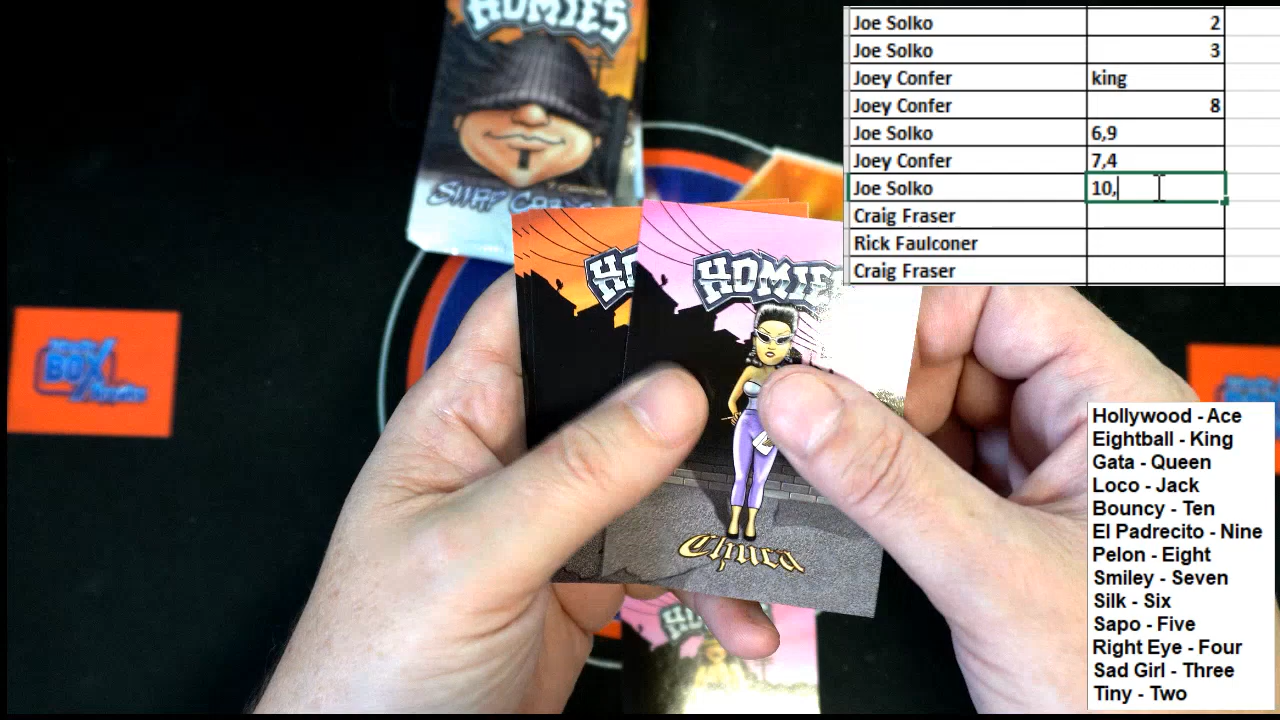 HOMIES
Joe Solko 2
Joe Solko 3
Joey Confer king
Joey Confer 8
Joe Solko 6,9
Joey Confer 7,4
Joe Solko 10,
Craig Fraser
Rick Faulconer
Craig Fraser
HOMIE
Chuca
BOX
Hollywood - Ace
Eightball - King
Gata - Queen
Loco - Jack
Bouncy - Ten
El Padrecito - Nine
Pelon - Eight
Smiley - Seven
Silk - Six
Sapo - Five
Right Eye - Four
Sad Girl - Three
Tiny - Two